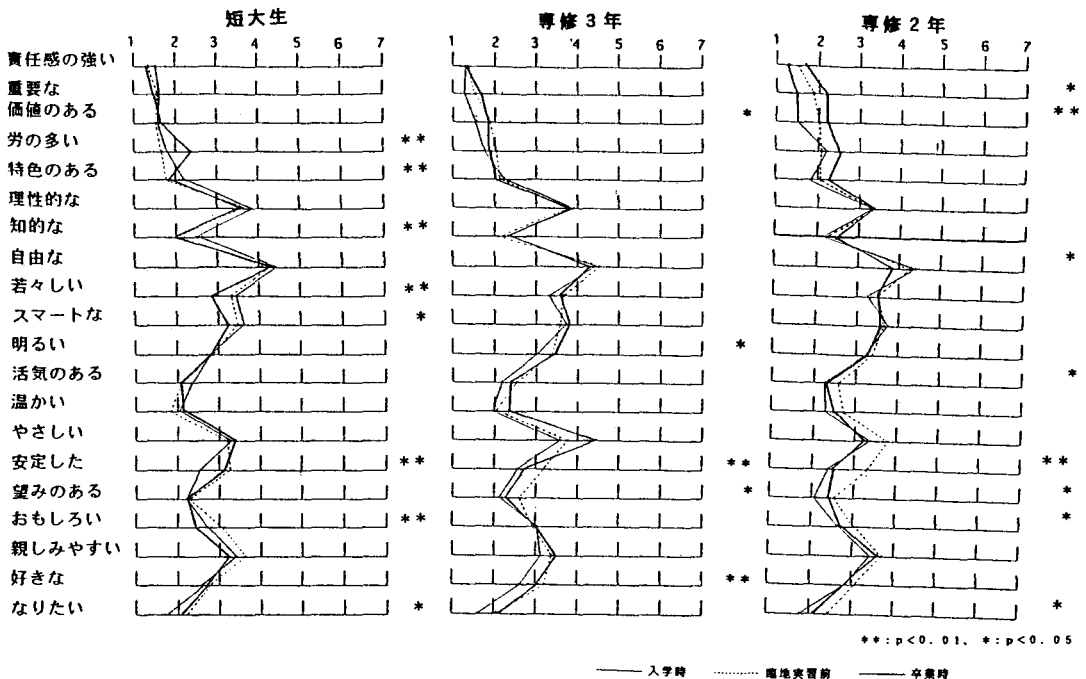 短大生 専修3年 専修2年
1 2 3 4 5 6 7 1 2 3 4 5 6 7 1 2 3 4 5 6 7
責任感の強い
重要な *
価値のある * **
労の多い **
特色のある **
理性的な
知的な **
自由な *
若々しい **
スマートな *
明るい *
活気のある *
温かい
やさしい
安定した ** ** **
望みのある * *
おもしろい ** *
親しみやすい
好きな **
なりたい * *
**:p<0.01, *:p<0.05
入学時 臨地実習前 卒業時